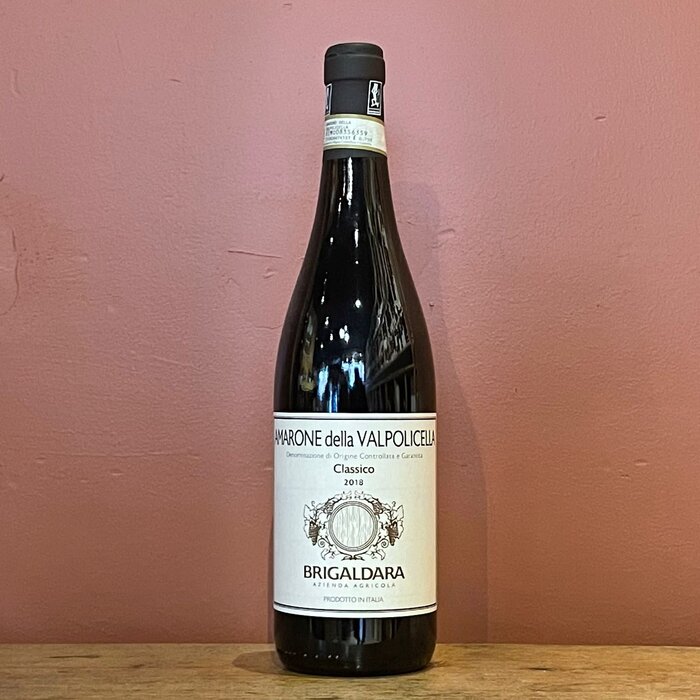 AMARONE della VALPOLICELLA
Denominazione di Origine Controllata e Garantita
Classico
2018
BRIGALDARA
AZIENDA AGRICOLA
PRODOTTO IN ITALIA